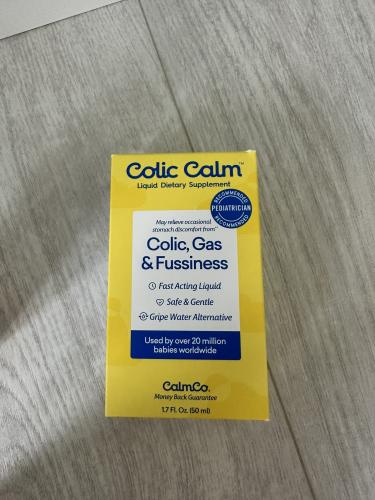 Colic Calm™
Liquid Dietary Supplement
RECOMMENDED
PEDIATRICIAN
RECOMMENDED
May relieve occasional
stomach discomfort from**
Colic, Gas
& Fussiness
Fast Acting Liquid
Safe & Gentle
Gripe Water Alternative
Used by over 20 million
babies worldwide
CalmCo.
Money Back Guarantee
1.7 Fl. Oz. (50 ml)